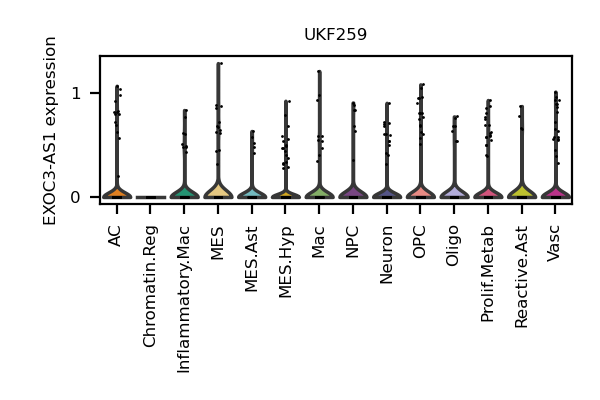 UKF259
EXOC3-AS1 expression
1
0
AC
Chromatin.Reg
Inflammatory.Mac
MES
MES.Ast
MES.Hyp
Mac
NPC
Neuron
OPC
Oligo
Prolif.Metab
Reactive.Ast
Vasc